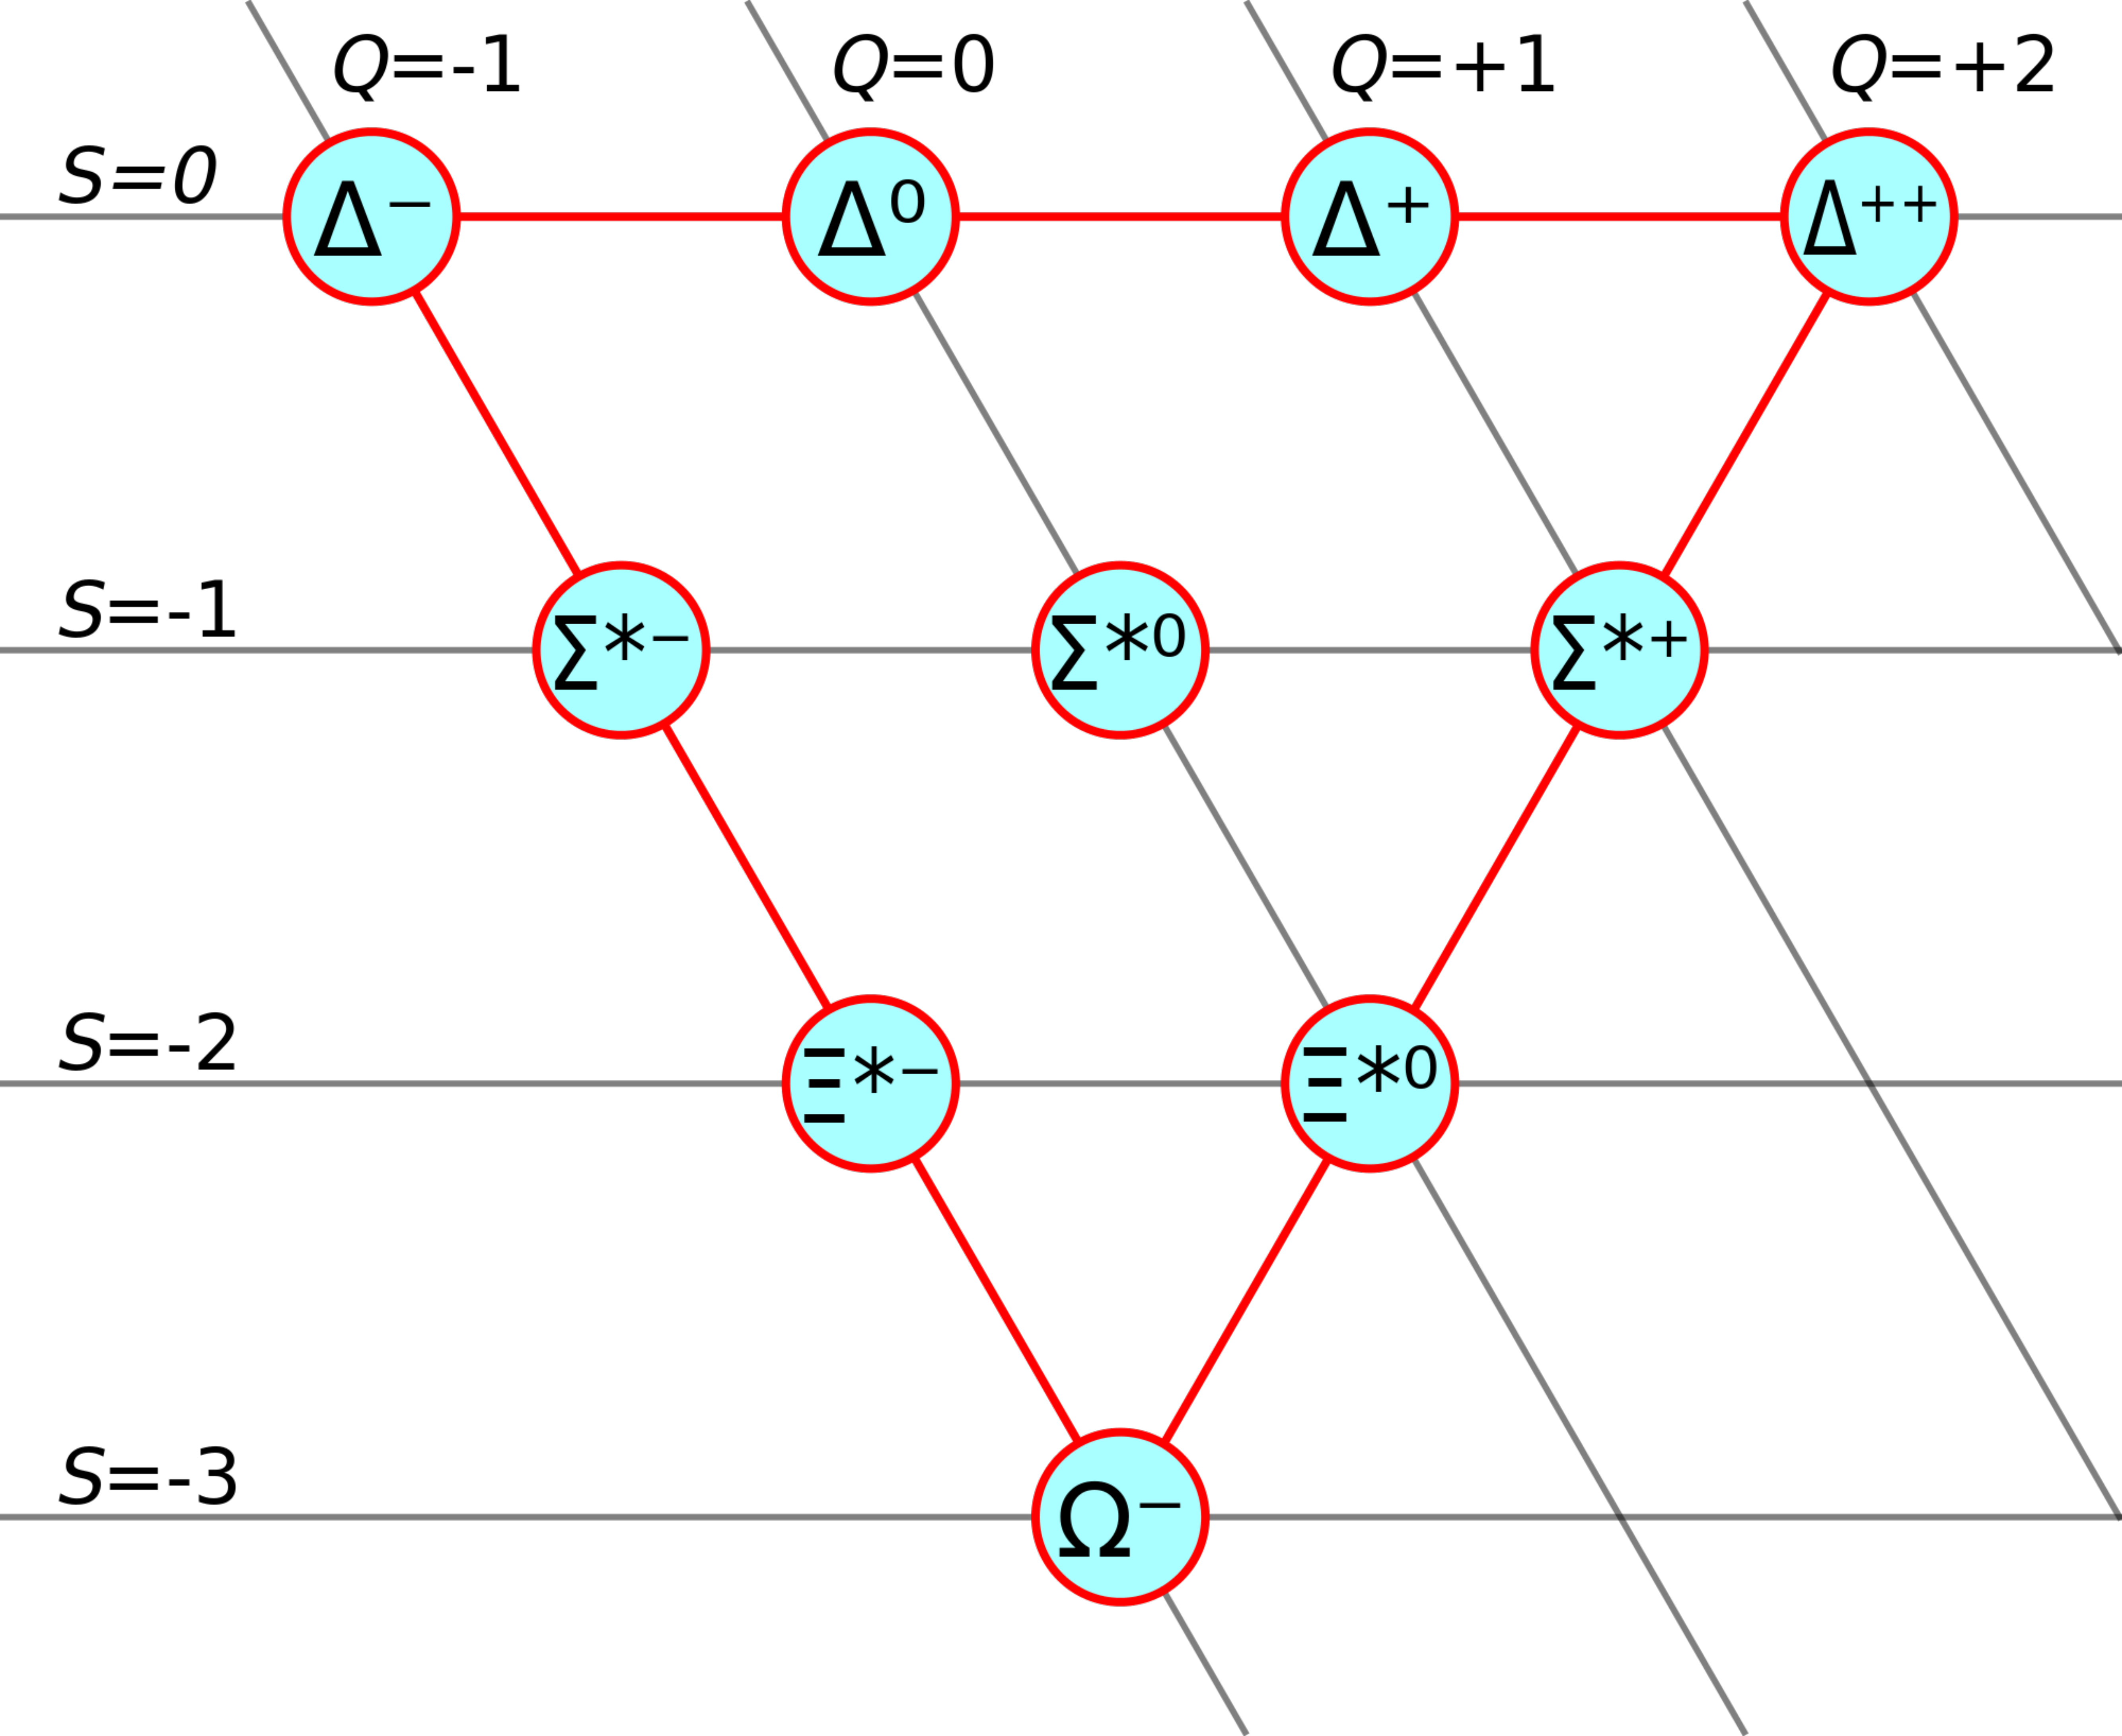 Q=-1 Q=0 Q=+1 Q=+2
S=0 Δ⁻ Δ⁰ Δ⁺ Δ⁺⁺
S=-1 Σ*⁻ Σ*⁰ Σ*⁺
S=-2 Ξ*⁻ Ξ*⁰
S=-3 Ω⁻